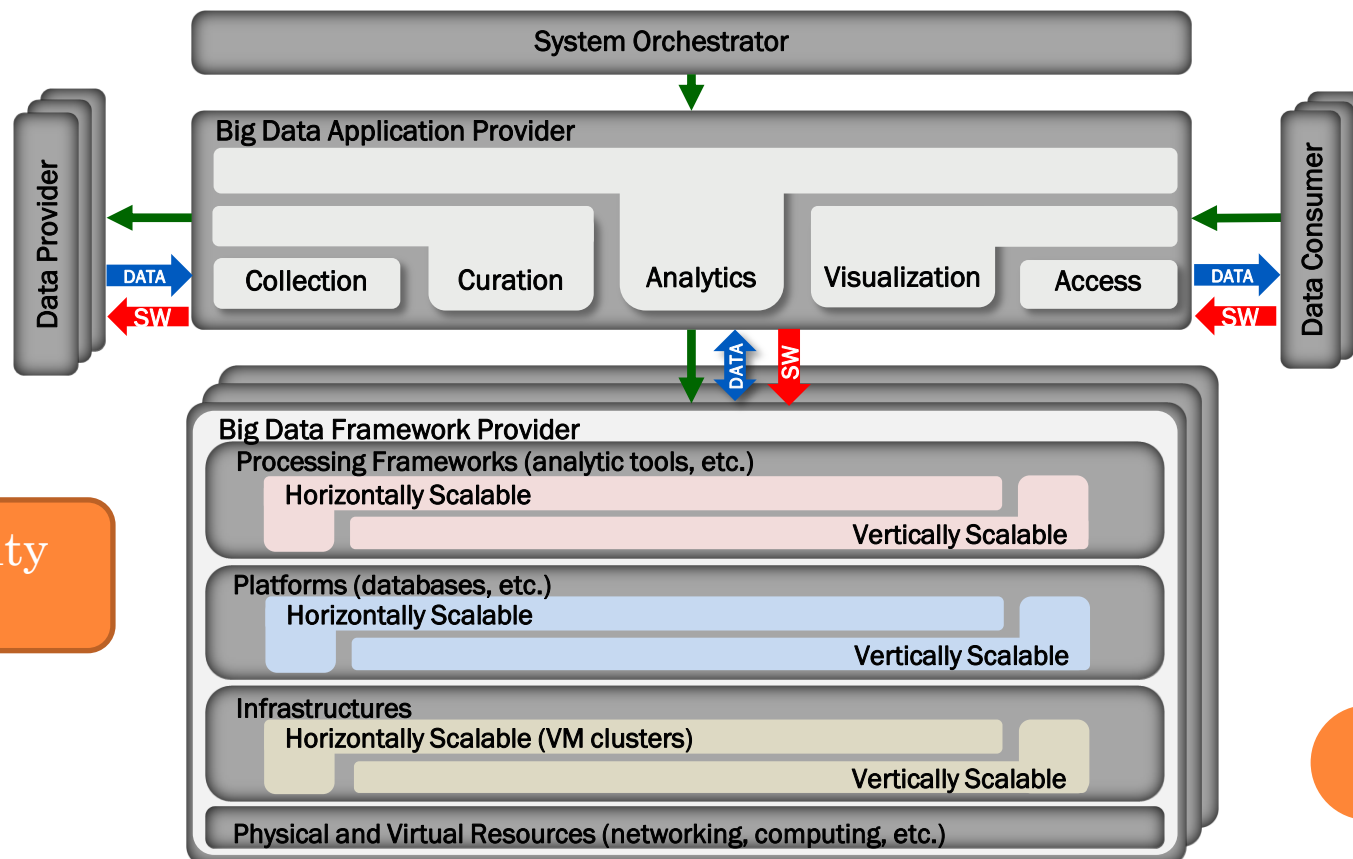 System Orchestrator
Big Data Application Provider
Data Provider
DATA
SW
Collection
Curation
Analytics
Visualization
Access
DATA
SW
Data Consumer
DATA
SW
Big Data Framework Provider
Processing Frameworks (analytic tools, etc.)
Horizontally Scalable
Vertically Scalable
Platforms (databases, etc.)
Horizontally Scalable
Vertically Scalable
Infrastructures
Horizontally Scalable (VM clusters)
Vertically Scalable
Physical and Virtual Resources (networking, computing, etc.)